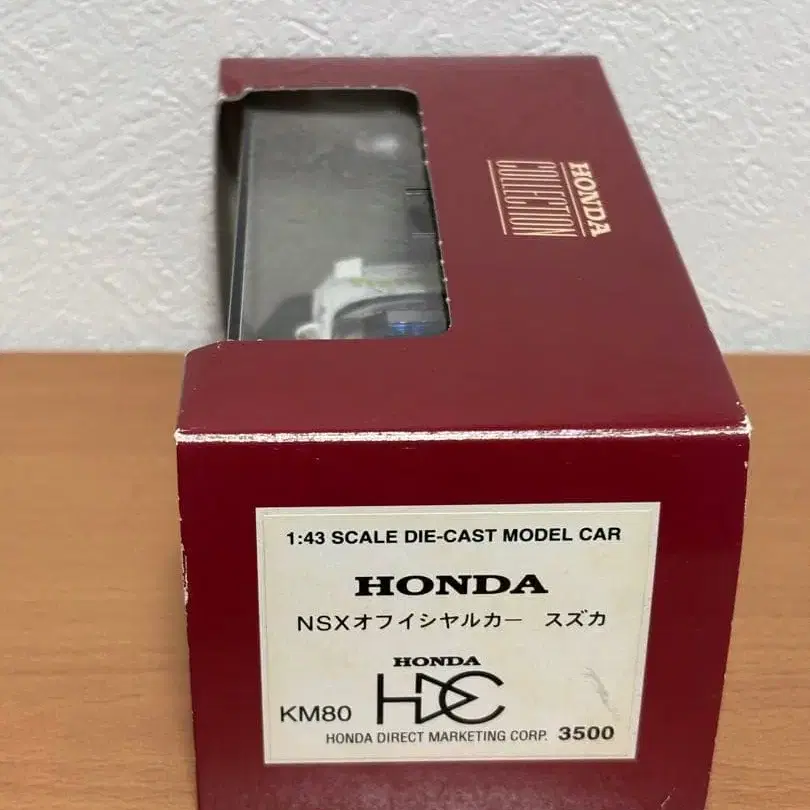 HONDA
COLLECTION
1:43 SCALE DIE-CAST MODEL CAR
HONDA
NSXオフイシヤルカー スズカ
HONDA
KM80 HDC
HONDA DIRECT MARKETING CORP. 3500